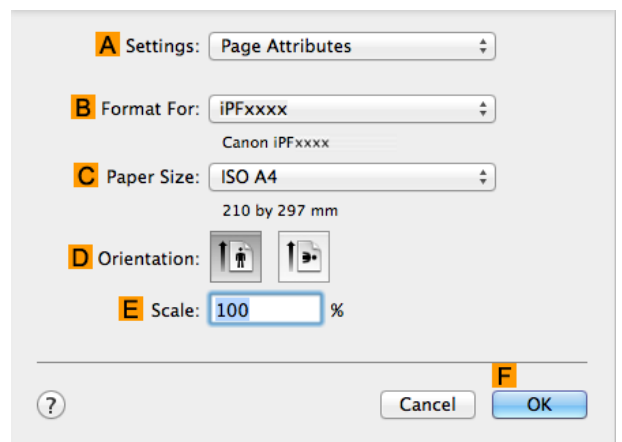 A Settings: Page Attributes
B Format For: iPFxxxx
Canon iPFxxxx
C Paper Size: ISO A4
210 by 297 mm
D Orientation:
E Scale: 100 %
F
? Cancel OK